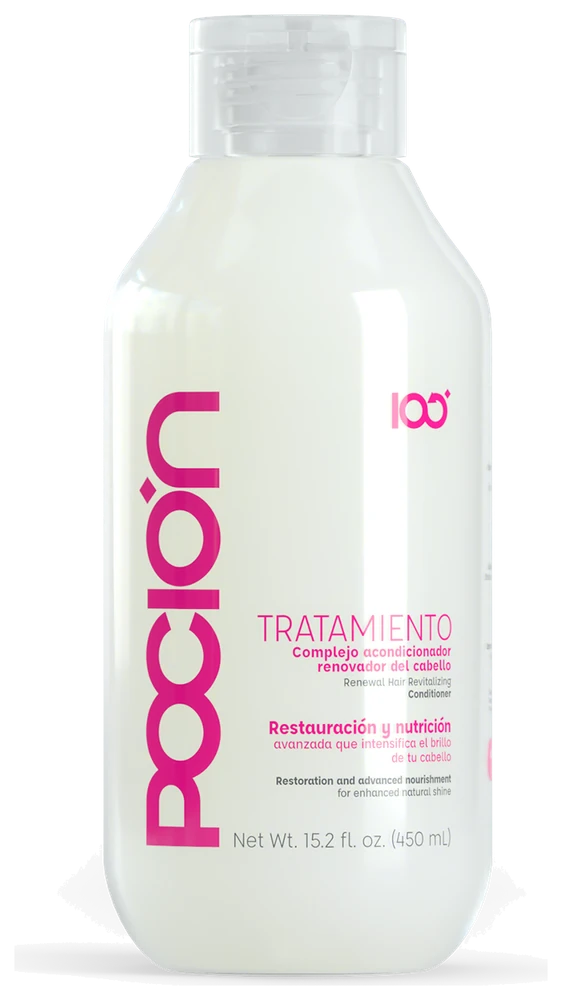 100
poción
TRATAMIENTO
Complejo acondicionador
renovador del cabello
Renewal Hair Revitalizing
Conditioner
Restauración y nutrición
avanzada que intensifica el brillo
de tu cabello
Restoration and advanced nourishment
for enhanced natural shine
Net Wt. 15.2 fl. oz. (450 mL)